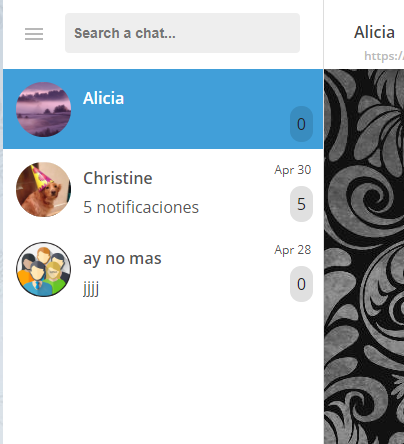 Search a chat...
Alicia
https:/
Alicia
0
Christine
Apr 30
5 notificaciones
5
ay no mas
Apr 28
jjjj
0